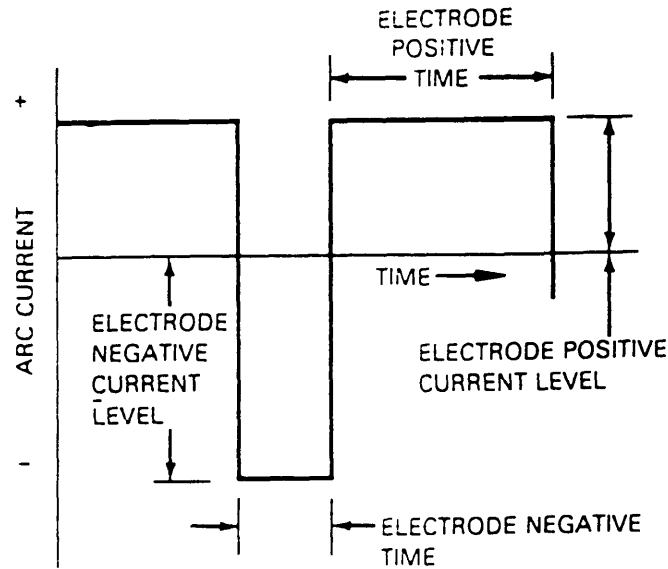 ELECTRODE
POSITIVE
TIME
+
ARC CURRENT
TIME
ELECTRODE
NEGATIVE
CURRENT
LEVEL
ELECTRODE POSITIVE
CURRENT LEVEL
-
ELECTRODE NEGATIVE
TIME